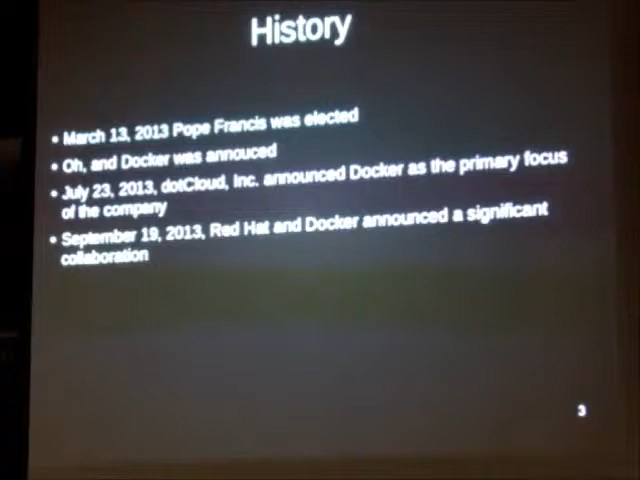 History
• March 13, 2013 Pope Francis was elected
• Oh, and Docker was annouced
• July 23, 2013, dotCloud, Inc. announced Docker as the primary focus
of the company
• September 19, 2013, Red Hat and Docker announced a significant
collaboration
3